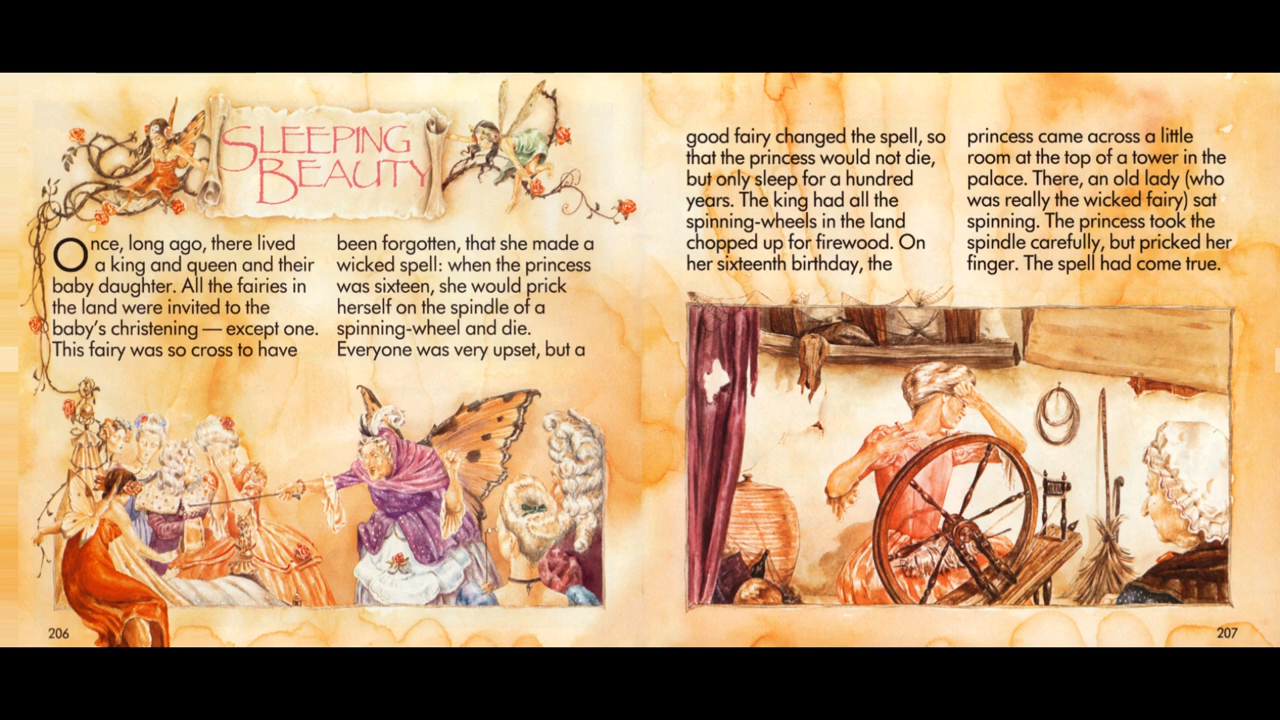 SLEEPING
BEAUTY
Once, long ago, there lived
a king and queen and their
baby daughter. All the fairies in
the land were invited to the
baby's christening — except one.
This fairy was so cross to have
been forgotten, that she made a
wicked spell: when the princess
was sixteen, she would prick
herself on the spindle of a
spinning-wheel and die.
Everyone was very upset, but a
206
good fairy changed the spell, so
that the princess would not die,
but only sleep for a hundred
years. The king had all the
spinning-wheels in the land
chopped up for firewood. On
her sixteenth birthday, the
princess came across a little
room at the top of a tower in the
palace. There, an old lady (who
was really the wicked fairy) sat
spinning. The princess took the
spindle carefully, but pricked her
finger. The spell had come true.
207